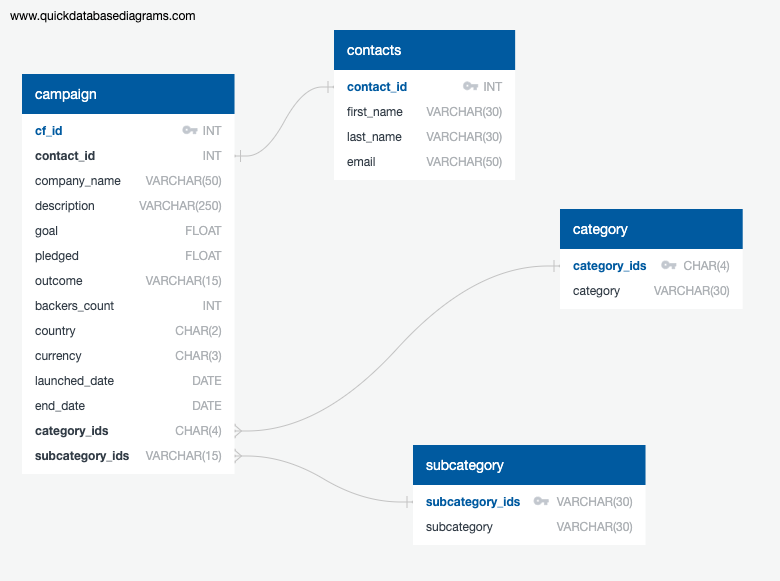 www.quickdatabasediagrams.com
campaign
cf_id INT
contact_id INT
company_name VARCHAR(50)
description VARCHAR(250)
goal FLOAT
pledged FLOAT
outcome VARCHAR(15)
backers_count INT
country CHAR(2)
currency CHAR(3)
launched_date DATE
end_date DATE
category_ids CHAR(4)
subcategory_ids VARCHAR(15)
contacts
contact_id INT
first_name VARCHAR(30)
last_name VARCHAR(30)
email VARCHAR(50)
category
category_ids CHAR(4)
category VARCHAR(30)
subcategory
subcategory_ids VARCHAR(30)
subcategory VARCHAR(30)